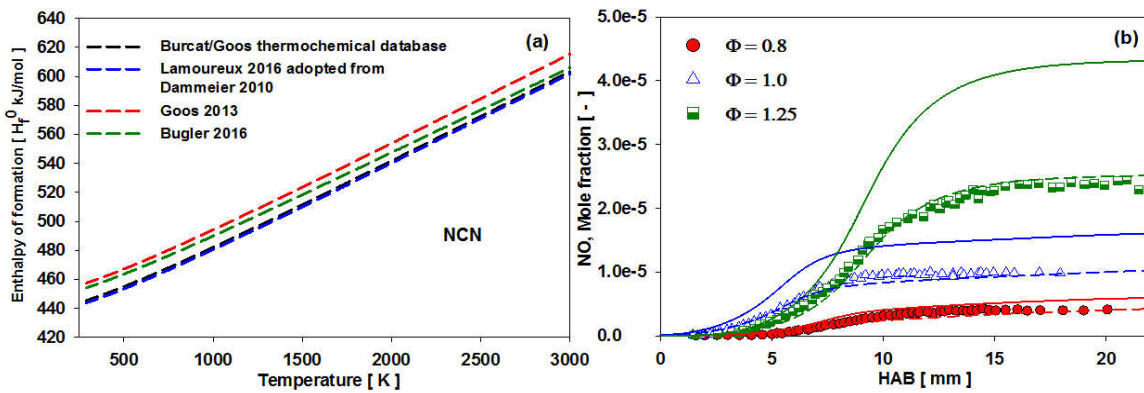 (a)
Burcat/Goos thermochemical database
Lamoureux 2016 adopted from
Dammeier 2010
Goos 2013
Bugler 2016
NCN
Enthalpy of formation [ Hf0 kJ/mol]
640
620
600
580
560
540
520
500
480
460
440
420
500
1000
1500
2000
2500
3000
Temperature [ K ]
(b)
Φ = 0.8
Φ = 1.0
Φ = 1.25
NO, Mole fraction [ - ]
5.0e-5
4.0e-5
3.0e-5
2.0e-5
1.0e-5
0.0
0
5
10
15
20
HAB [ mm ]